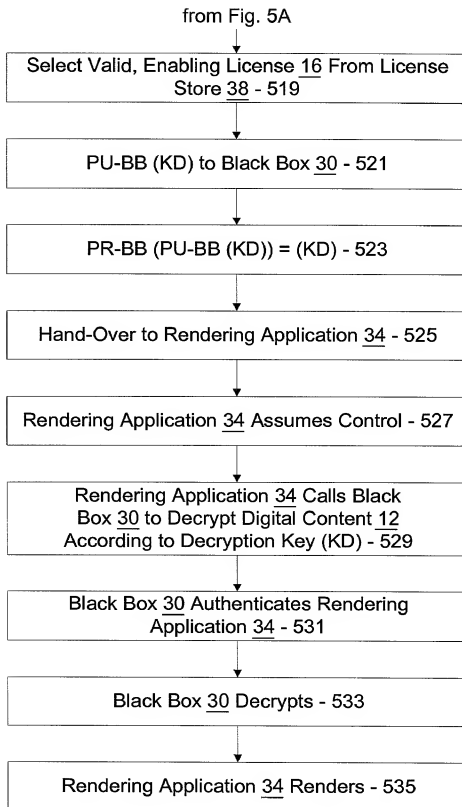 from Fig. 5A
Select Valid, Enabling License 16 From License
Store 38 - 519
PU-BB (KD) to Black Box 30 - 521
PR-BB (PU-BB (KD)) = (KD) - 523
Hand-Over to Rendering Application 34 - 525
Rendering Application 34 Assumes Control - 527
Rendering Application 34 Calls Black
Box 30 to Decrypt Digital Content 12
According to Decryption Key (KD) - 529
Black Box 30 Authenticates Rendering
Application 34 - 531
Black Box 30 Decrypts - 533
Rendering Application 34 Renders - 535